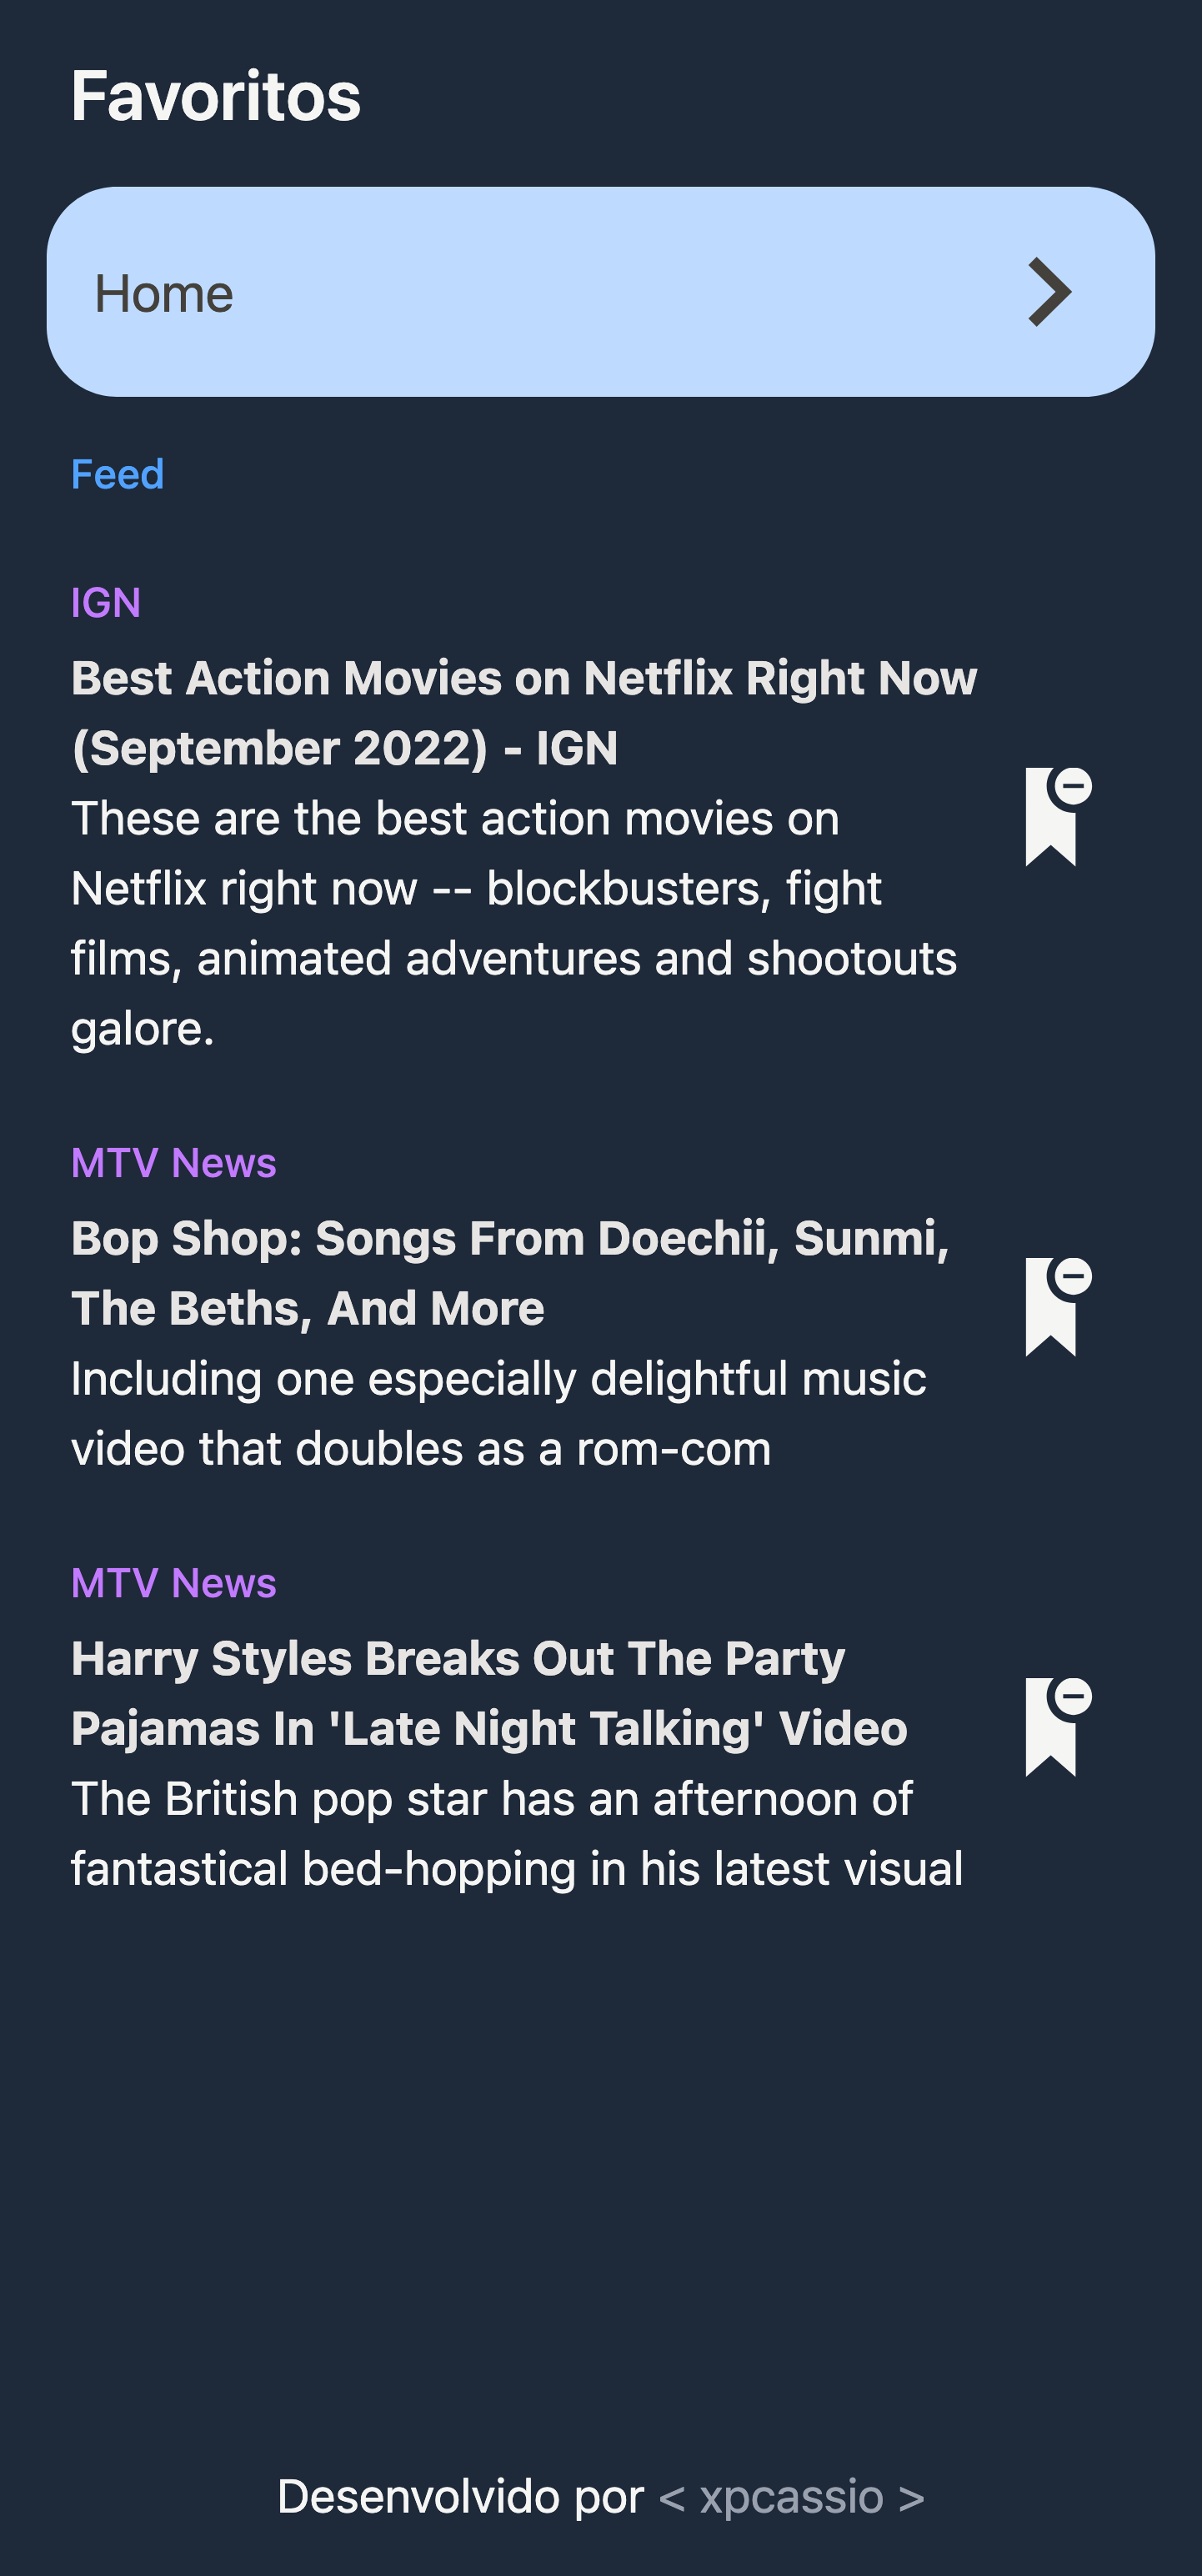 Favoritos
Home
Feed
IGN
Best Action Movies on Netflix Right Now
(September 2022) - IGN
These are the best action movies on
Netflix right now -- blockbusters, fight
films, animated adventures and shootouts
galore.
MTV News
Bop Shop: Songs From Doechii, Sunmi,
The Beths, And More
Including one especially delightful music
video that doubles as a rom-com
MTV News
Harry Styles Breaks Out The Party
Pajamas In 'Late Night Talking' Video
The British pop star has an afternoon of
fantastical bed-hopping in his latest visual
Desenvolvido por < xpcassio >